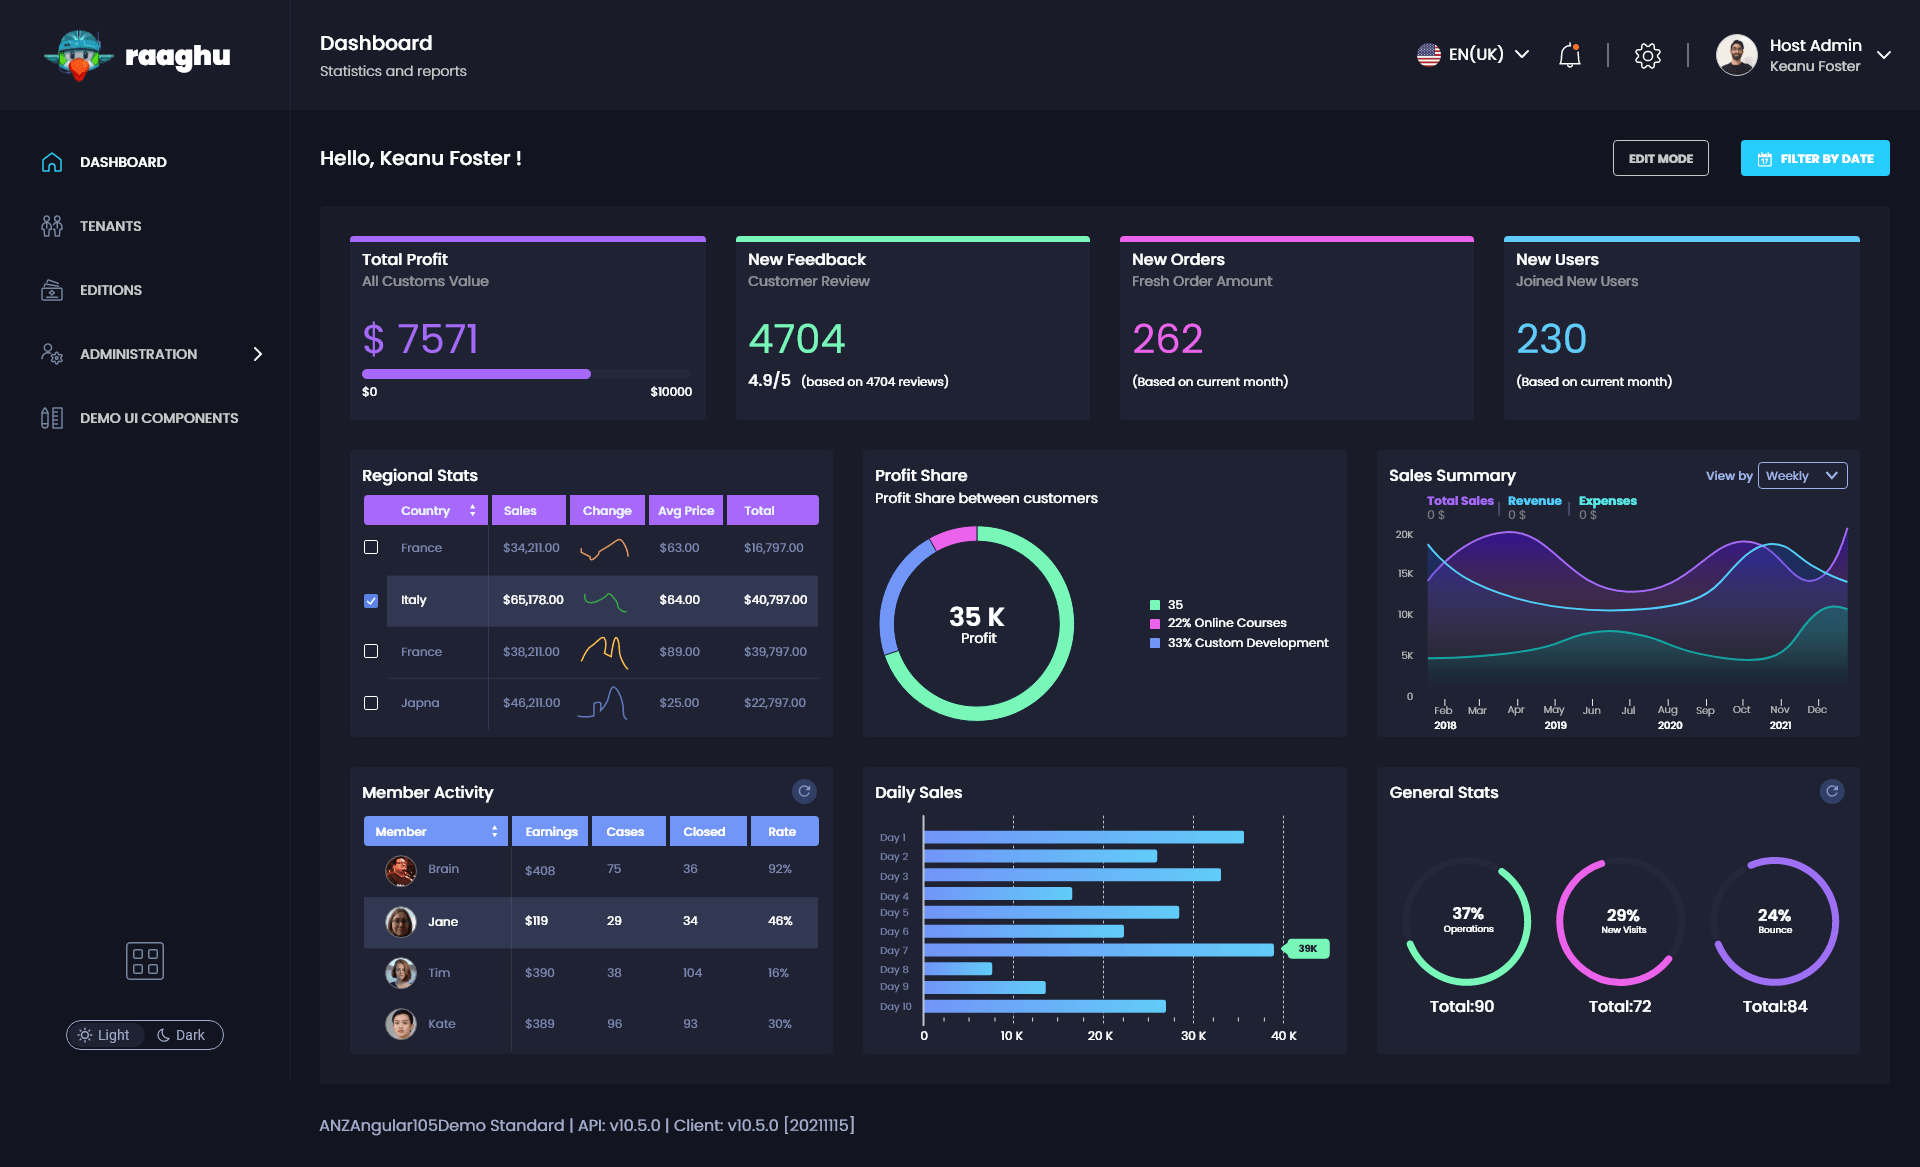 raaghu
Dashboard
Statistics and reports
EN(UK)
Host Admin
Keanu Foster
DASHBOARD
TENANTS
EDITIONS
ADMINISTRATION
DEMO UI COMPONENTS
Light Dark
Hello, Keanu Foster !
EDIT MODE
17 FILTER BY DATE
Total Profit
All Customs Value
$ 7571
$0 $10000
New Feedback
Customer Review
4704
4.9/5 (based on 4704 reviews)
New Orders
Fresh Order Amount
262
(Based on current month)
New Users
Joined New Users
230
(Based on current month)
Regional Stats
Country Sales Change Avg Price Total
France $34,211.00 $63.00 $16,797.00
Italy $65,178.00 $64.00 $40,797.00
France $38,211.00 $89.00 $39,797.00
Japna $46,211.00 $25.00 $22,797.00
Profit Share
Profit Share between customers
35 K
Profit
35
22% Online Courses
33% Custom Development
Sales Summary
View by Weekly
Total Sales Revenue Expenses
0 $ 0 $ 0 $
20K
15K
10K
5K
0
Feb Mar Apr May Jun Jul Aug Sep Oct Nov Dec
2018 2019 2020 2021
Member Activity
Member Earnings Cases Closed Rate
Brain $408 75 36 92%
Jane $119 29 34 46%
Tim $390 38 104 16%
Kate $389 96 93 30%
Daily Sales
Day 1
Day 2
Day 3
Day 4
Day 5
Day 6
Day 7 39K
Day 8
Day 9
Day 10
0 10 K 20 K 30 K 40 K
General Stats
37%
Operations
Total:90
29%
New Visits
Total:72
24%
Bounce
Total:84
ANZAngular105Demo Standard | API: v10.5.0 | Client: v10.5.0 [20211115]